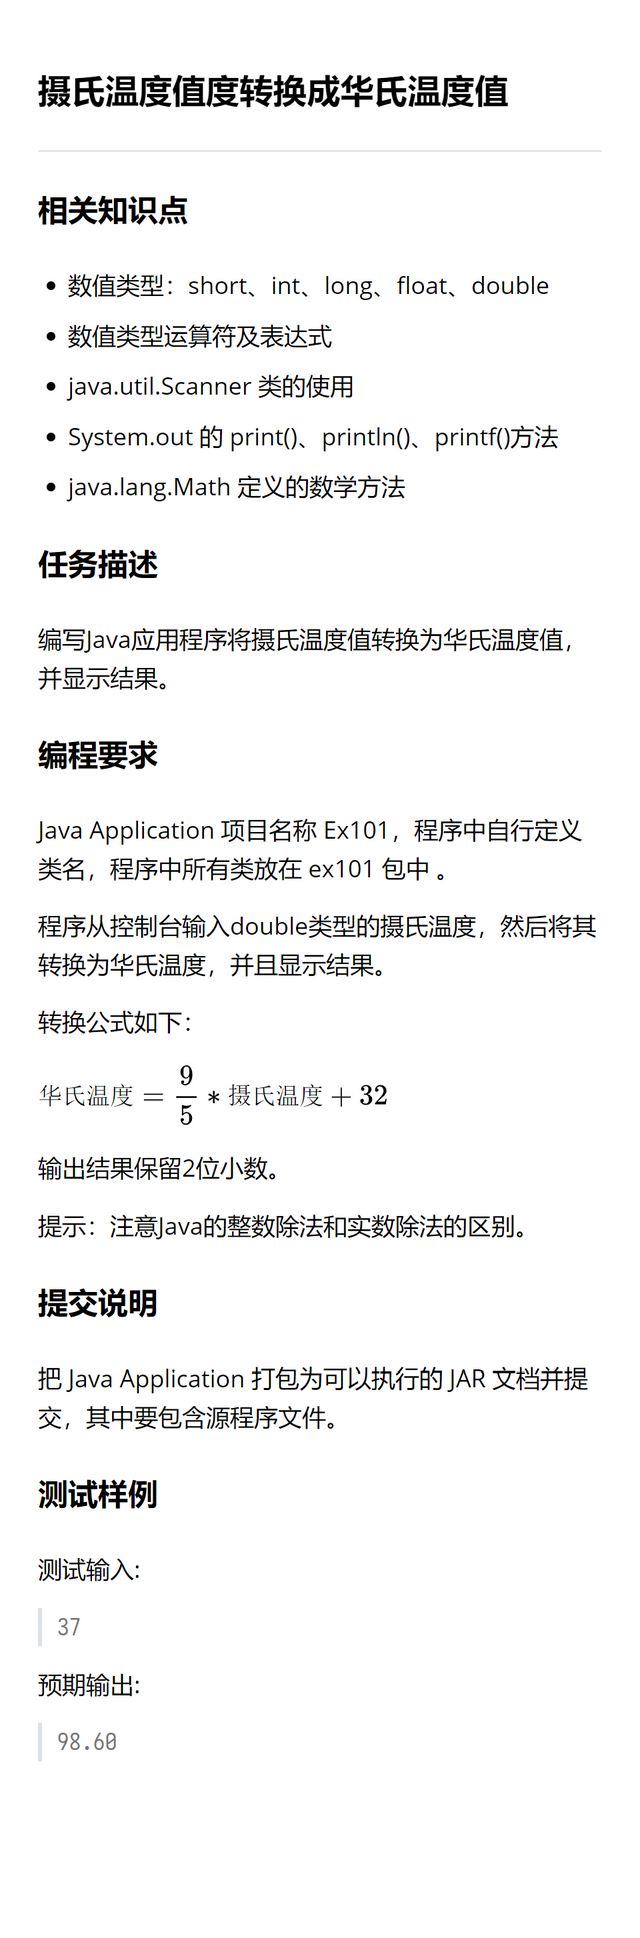 摄氏温度值度转换成华氏温度值
相关知识点
• 数值类型：short、int、long、float、double
• 数值类型运算符及表达式
• java.util.Scanner 类的使用
• System.out 的 print()、println()、printf()方法
• java.lang.Math 定义的数学方法
任务描述
编写Java应用程序将摄氏温度值转换为华氏温度值，
并显示结果。
编程要求
Java Application 项目名称 Ex101，程序中自行定义
类名，程序中所有类放在 ex101 包中 。
程序从控制台输入double类型的摄氏温度，然后将其
转换为华氏温度，并且显示结果。
转换公式如下：
华氏温度 = 9/5 * 摄氏温度 + 32
输出结果保留2位小数。
提示：注意Java的整数除法和实数除法的区别。
提交说明
把 Java Application 打包为可以执行的 JAR 文档并提
交，其中要包含源程序文件。
测试样例
测试输入:
37
预期输出:
98.60